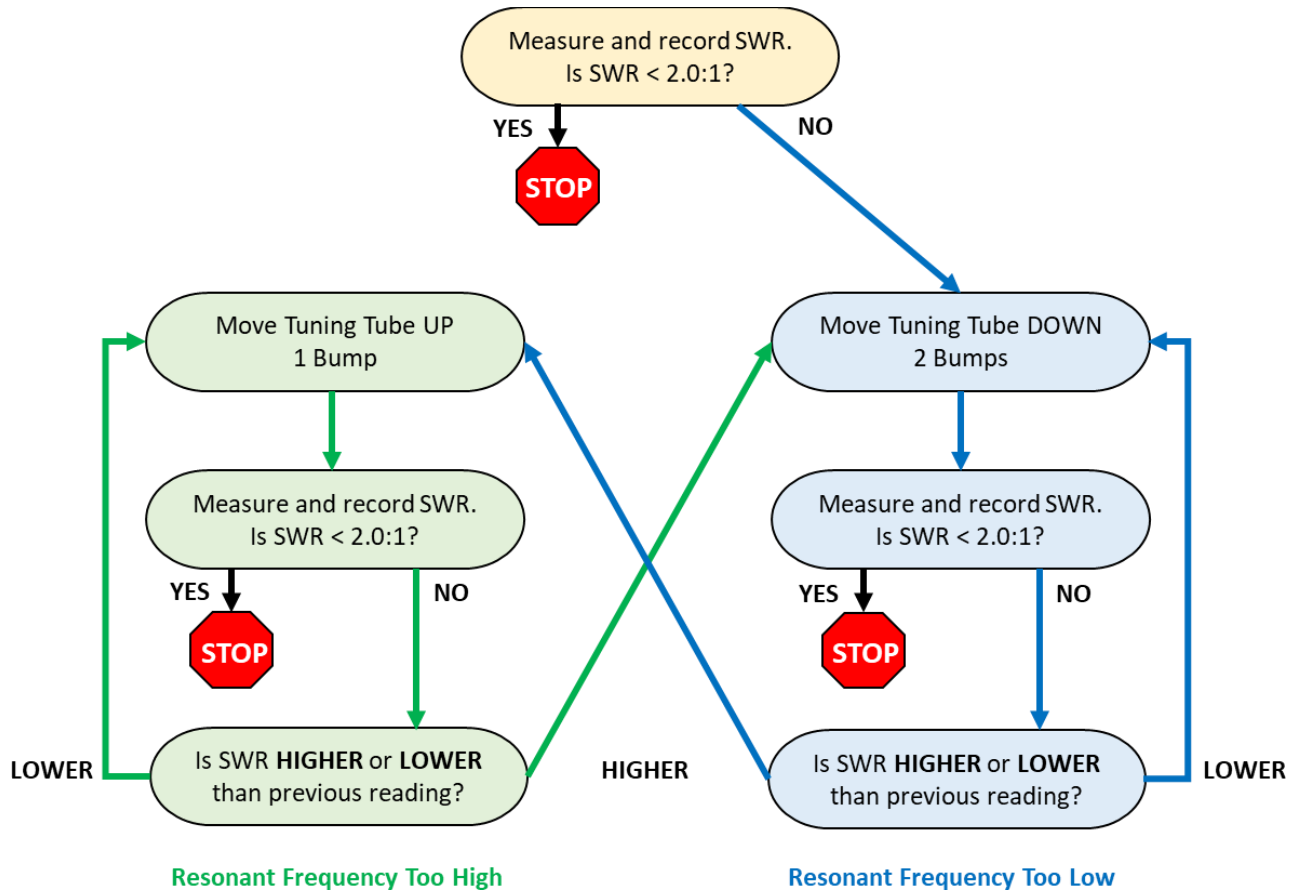 Measure and record SWR.
Is SWR < 2.0:1?
YES
NO
STOP
Move Tuning Tube UP
1 Bump
Move Tuning Tube DOWN
2 Bumps
Measure and record SWR.
Is SWR < 2.0:1?
Measure and record SWR.
Is SWR < 2.0:1?
YES
NO
YES
NO
STOP
STOP
LOWER
Is SWR HIGHER or LOWER
than previous reading?
HIGHER
Is SWR HIGHER or LOWER
than previous reading?
LOWER
Resonant Frequency Too High
Resonant Frequency Too Low